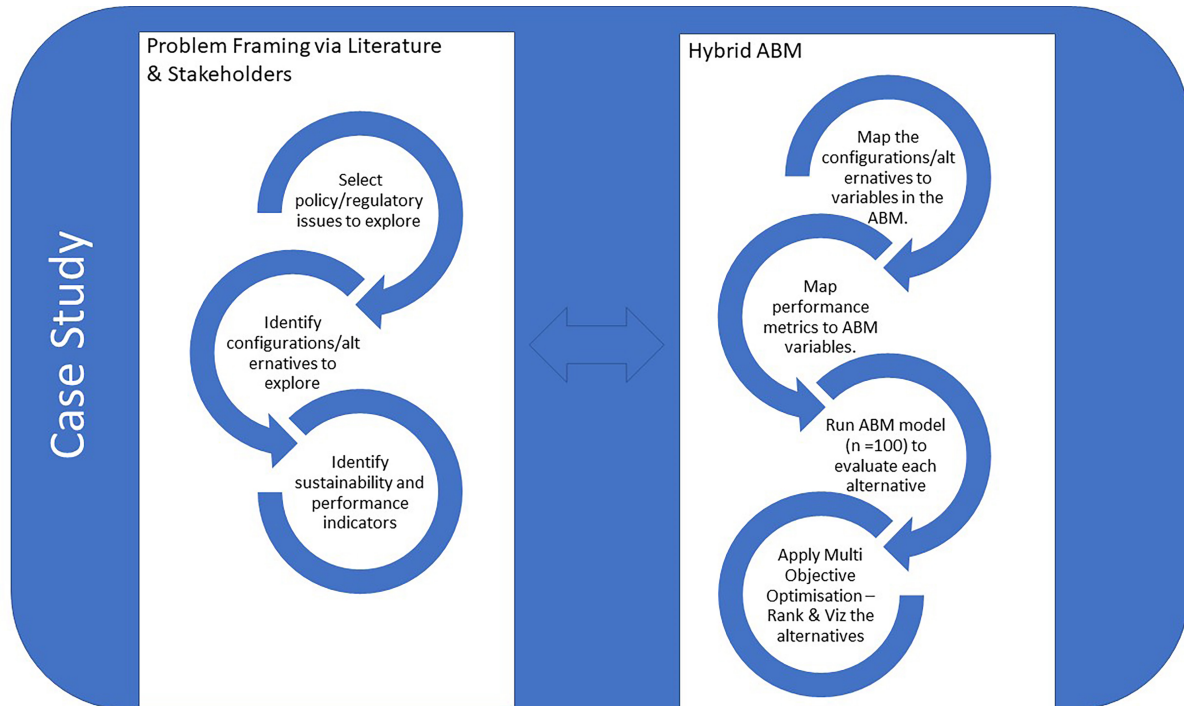 Case Study
Problem Framing via Literature
& Stakeholders
Select
policy/regulatory
issues to explore
Identify
configurations/alt
ernatives to
explore
Identify
sustainability and
performance
indicators
Hybrid ABM
Map the
configurations/alt
ernatives to
variables in the
ABM.
Map
performance
metrics to ABM
variables.
Run ABM model
(n =100) to
evaluate each
alternative
Apply Multi
Objective
Optimisation –
Rank & Viz the
alternatives